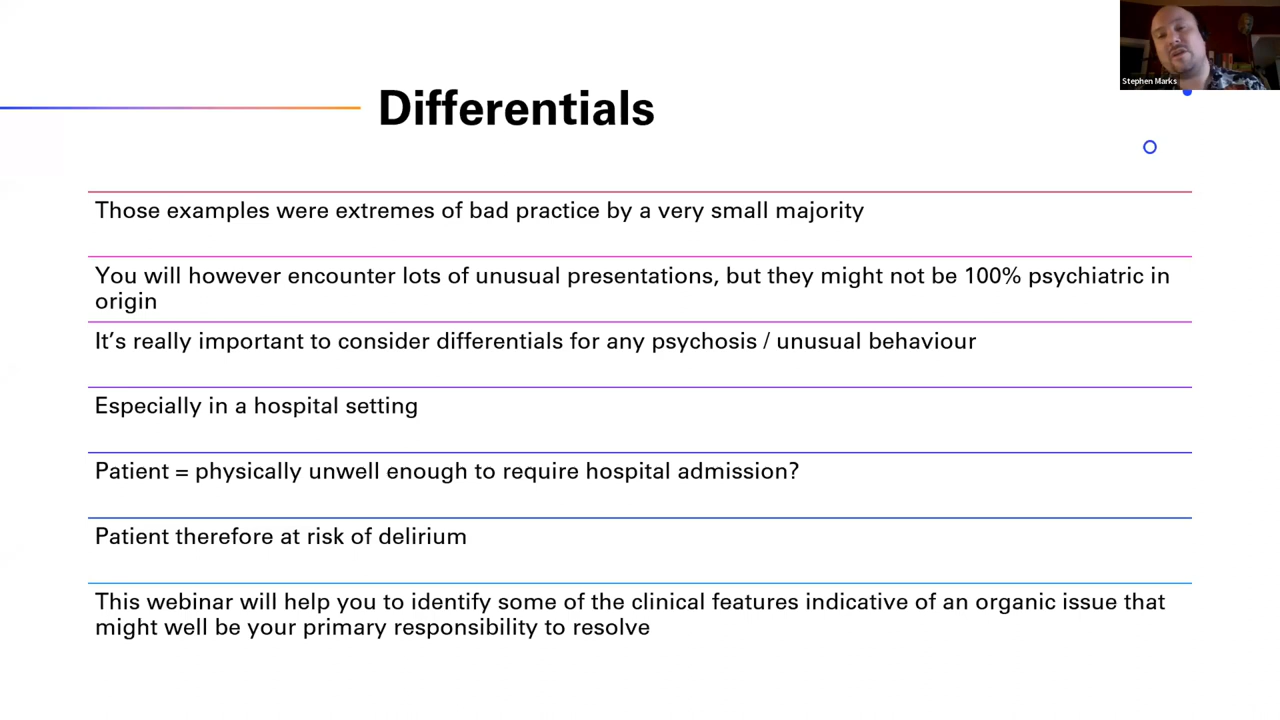 Stephen Marks
Differentials
Those examples were extremes of bad practice by a very small majority
You will however encounter lots of unusual presentations, but they might not be 100% psychiatric in
origin
It’s really important to consider differentials for any psychosis / unusual behaviour
Especially in a hospital setting
Patient = physically unwell enough to require hospital admission?
Patient therefore at risk of delirium
This webinar will help you to identify some of the clinical features indicative of an organic issue that
might well be your primary responsibility to resolve